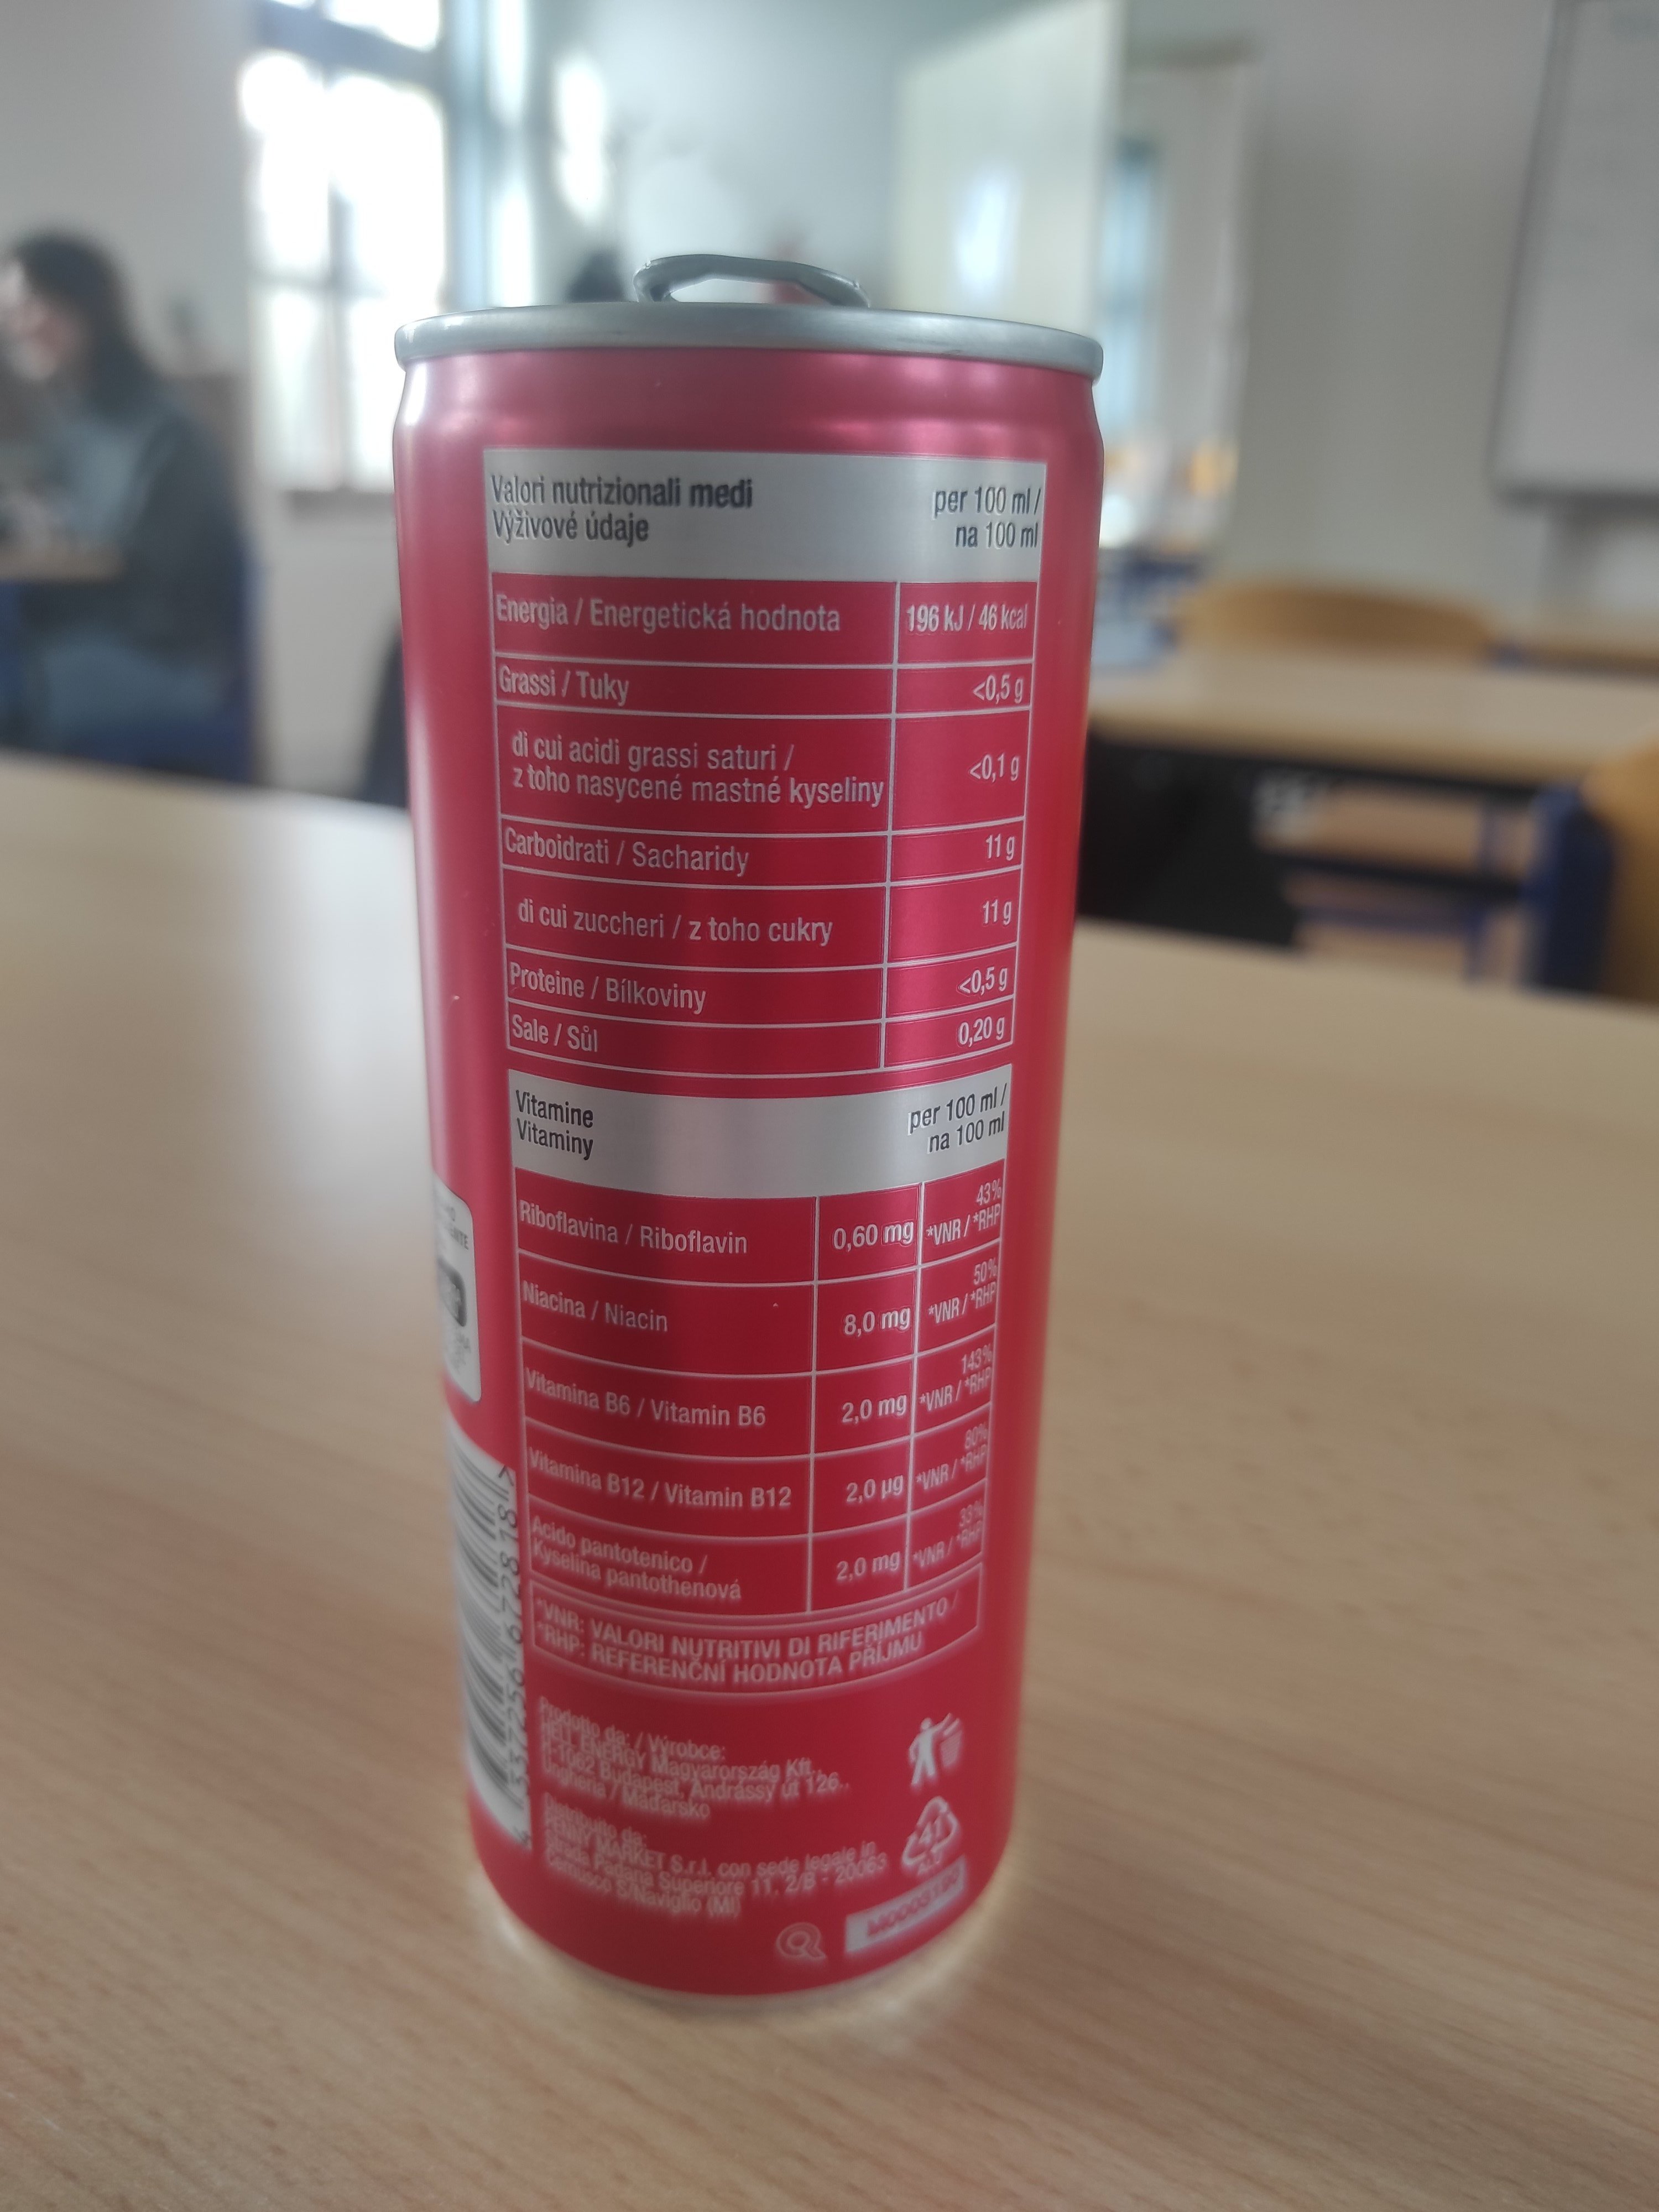 Valori nutrizionali medi per 100 ml /
Výživové údaje na 100 ml
Energia / Energetická hodnota 196 kJ / 46 kcal
Grassi / Tuky <0,5 g
di cui acidi grassi saturi /
z toho nasycené mastné kyseliny <0,1 g
Carboidrati / Sacharidy 11 g
di cui zuccheri / z toho cukry 11 g
Proteine / Bílkoviny <0,5 g
Sale / Sůl 0,20 g
Vitamine per 100 ml /
Vitaminy na 100 ml
Riboflavina / Riboflavin 0,60 mg 43% *VNR / *RHP
Niacina / Niacin 8,0 mg 50% *VNR / *RHP
Vitamina B6 / Vitamin B6 2,0 mg 143% *VNR / *RHP
Vitamina B12 / Vitamin B12 2,0 µg 80% *VNR / *RHP
Acido pantotenico /
Kyselina pantothenová 2,0 mg 33% *VNR / *RHP
*VNR: VALORI NUTRITIVI DI RIFERIMENTO /
*RHP: REFERENČNÍ HODNOTA PŘÍJMU
Prodotto da: / Výrobce:
HELL ENERGY Magyarország Kft.,
H-1062 Budapest, Andrássy út 126.,
Ungheria / Maďarsko
Distribuito da:
PENNY MARKET S.r.l. con sede legale in
Strada Padana Superiore 11, 2/B - 20063
Cernusco S/Naviglio (MI)
41